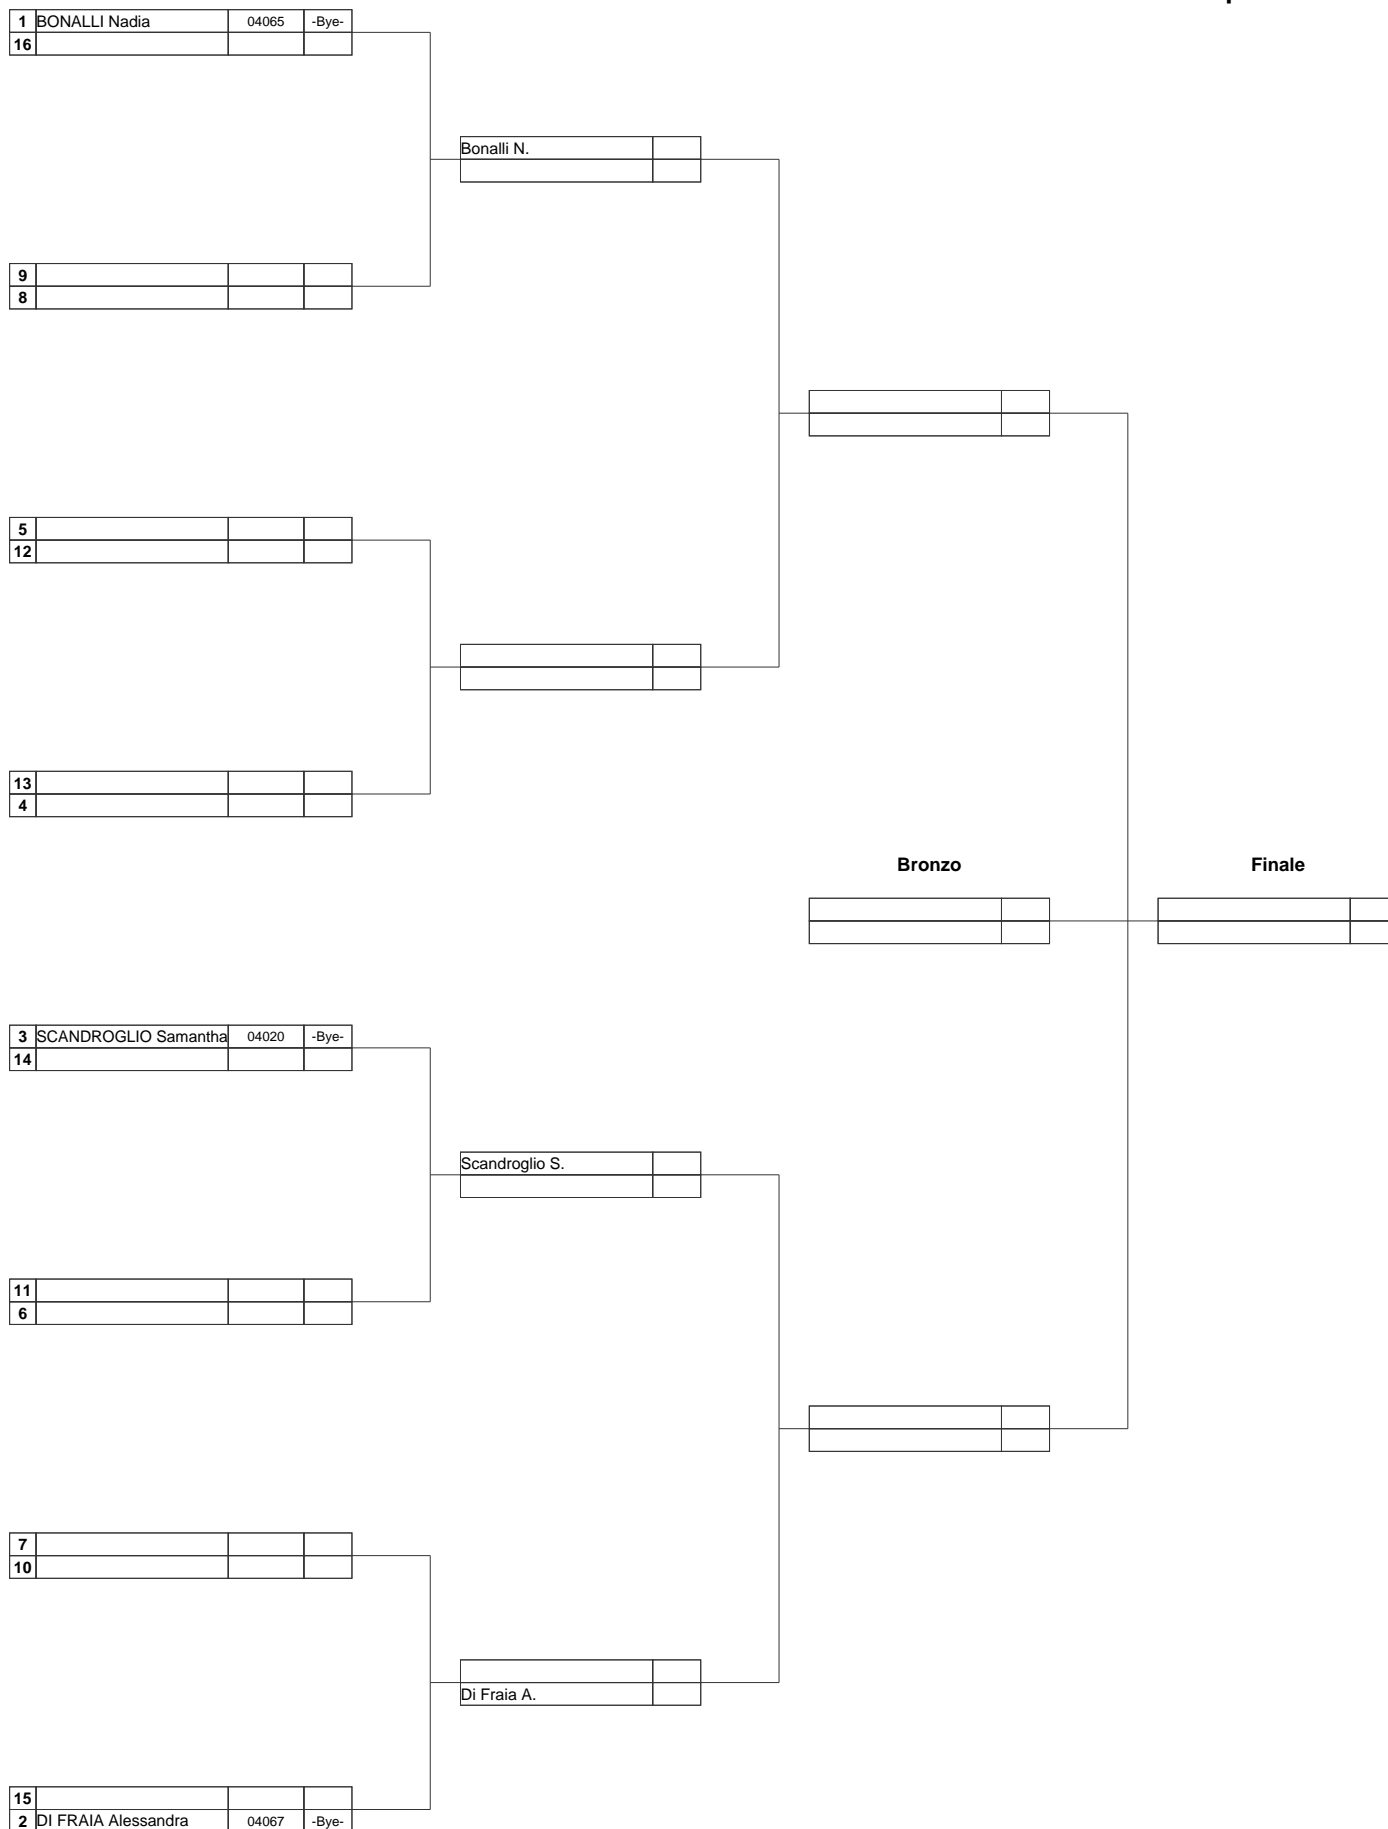 1 BONALLI Nadia 04065 -Bye-
16
Bonalli N.
9
8
5
12
13
4
Bronzo Finale
3 SCANDROGLIO Samantha 04020 -Bye-
14
Scandroglio S.
11
6
7
10
Di Fraia A.
15
2 DI FRAIA Alessandra 04067 -Bye-